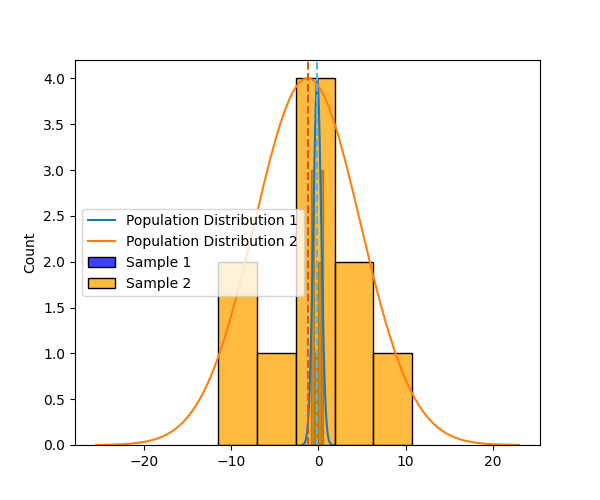 4.0
3.5
3.0
2.5
2.0
1.5
1.0
0.5
0.0
Count
Population Distribution 1
Population Distribution 2
Sample 1
Sample 2
−20 −10 0 10 20